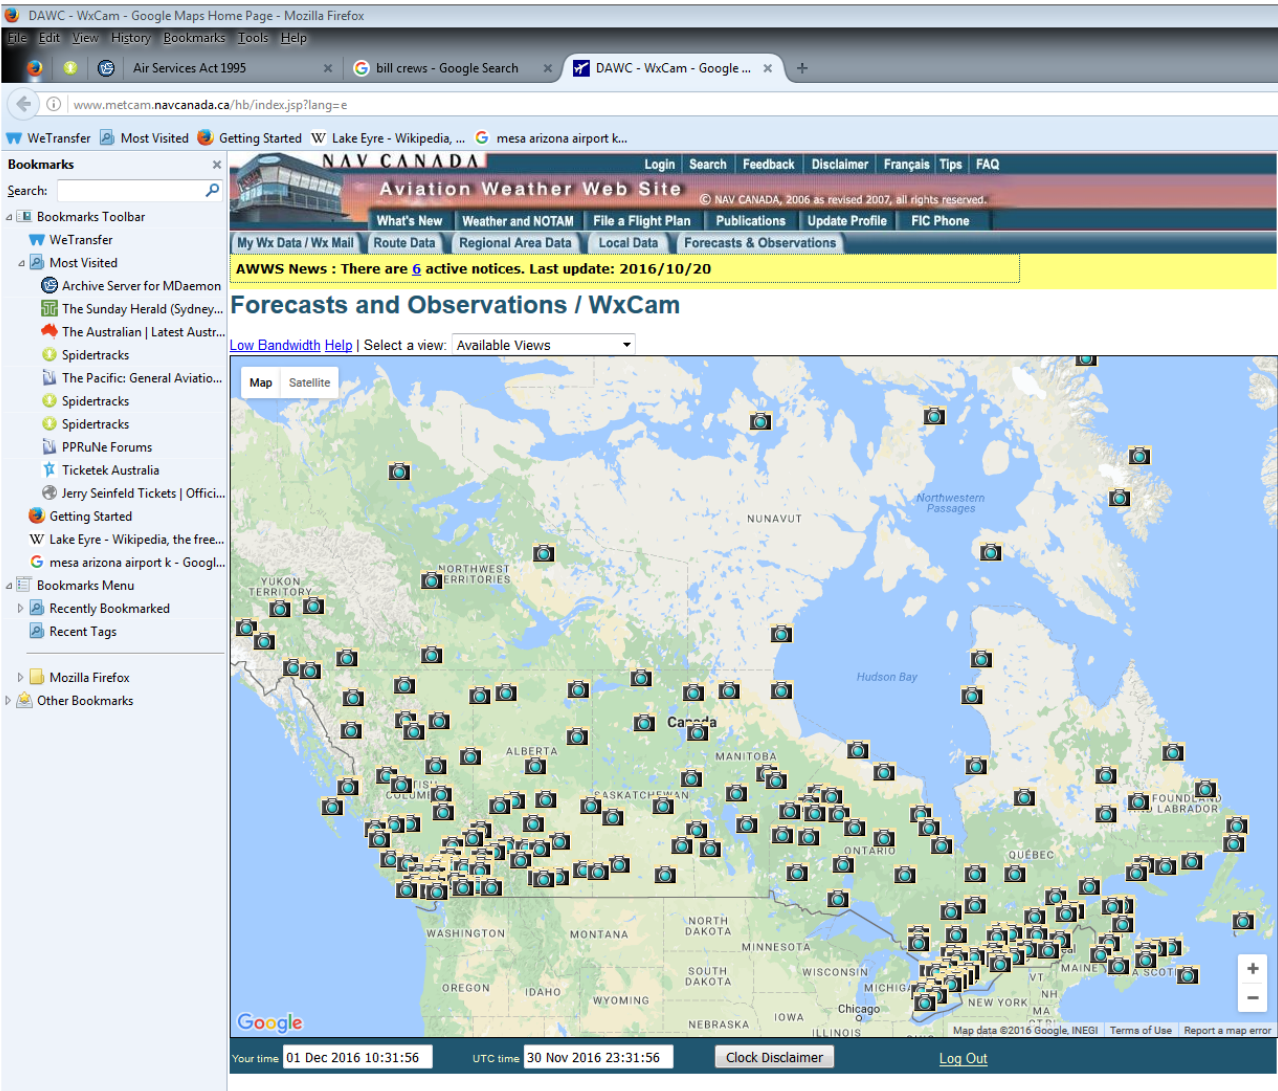 DAWC - WxCam - Google Maps Home Page - Mozilla Firefox
File Edit View History Bookmarks Tools Help
Air Services Act 1995 × bill crews - Google Search × DAWC - WxCam - Google ... × +
www.metcam.navcanada.ca/hb/index.jsp?lang=e
WeTransfer Most Visited Getting Started Lake Eyre - Wikipedia, ... mesa arizona airport k...
Bookmarks ×
Search:
Bookmarks Toolbar
WeTransfer
Most Visited
Archive Server for MDaemon
The Sunday Herald (Sydney...
The Australian | Latest Austr...
Spidertracks
The Pacific: General Aviatio...
Spidertracks
Spidertracks
PPRuNe Forums
Ticketek Australia
Jerry Seinfeld Tickets | Offici...
Getting Started
Lake Eyre - Wikipedia, the free...
mesa arizona airport k - Googl...
Bookmarks Menu
Recently Bookmarked
Recent Tags
Mozilla Firefox
Other Bookmarks
NAV CANADA
Login Search Feedback Disclaimer Français Tips FAQ
Aviation Weather Web Site
© NAV CANADA, 2006 as revised 2007, all rights reserved.
What's New Weather and NOTAM File a Flight Plan Publications Update Profile FIC Phone
My Wx Data / Wx Mail Route Data Regional Area Data Local Data Forecasts & Observations
AWWS News : There are 6 active notices. Last update: 2016/10/20
Forecasts and Observations / WxCam
Low Bandwidth Help | Select a view: Available Views
Map Satellite
Northwestern
Passages
NUNAVUT
NORTHWEST
TERRITORIES
YUKON
TERRITORY
Hudson Bay
Canada
ALBERTA
MANITOBA
SASKATCHEWAN
ONTARIO
QUÉBEC
LABRADOR
WASHINGTON
MONTANA
NORTH
DAKOTA
MINNESOTA
SOUTH
DAKOTA
WISCONSIN
OREGON
IDAHO
WYOMING
Chicago
IOWA
NEBRASKA
ILLINOIS
NEW YORK
VT
NH
MA
MAINE
Google
Map data ©2016 Google, INEGI Terms of Use Report a map error
Your time 01 Dec 2016 10:31:56 UTC time 30 Nov 2016 23:31:56 Clock Disclaimer Log Out